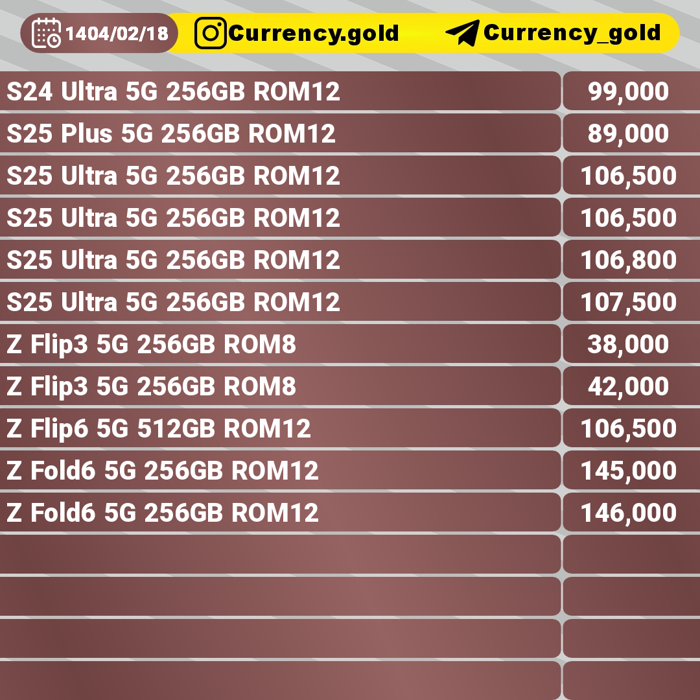 1404/02/18 Currency.gold Currency_gold
S24 Ultra 5G 256GB ROM12 99,000
S25 Plus 5G 256GB ROM12 89,000
S25 Ultra 5G 256GB ROM12 106,500
S25 Ultra 5G 256GB ROM12 106,500
S25 Ultra 5G 256GB ROM12 106,800
S25 Ultra 5G 256GB ROM12 107,500
Z Flip3 5G 256GB ROM8 38,000
Z Flip3 5G 256GB ROM8 42,000
Z Flip6 5G 512GB ROM12 106,500
Z Fold6 5G 256GB ROM12 145,000
Z Fold6 5G 256GB ROM12 146,000